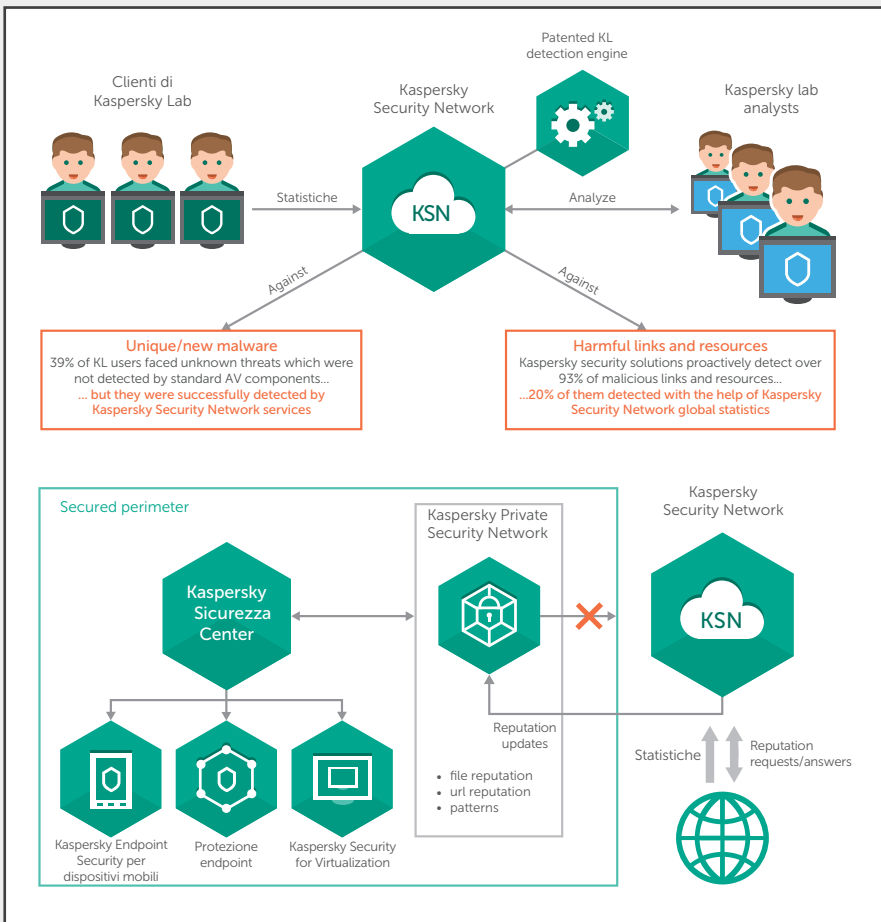 Patented KL
detection engine
Clienti di
Kaspersky Lab
Kaspersky
Security Network
Kaspersky lab
analysts
Statistiche
KSN
Analyze
Against
Against
Unique/new malware
39% of KL users faced unknown threats which were
not detected by standard AV components...
... but they were successfully detected by
Kaspersky Security Network services
Harmful links and resources
Kaspersky security solutions proactively detect over
93% of malicious links and resources...
...20% of them detected with the help of Kaspersky
Security Network global statistics
Secured perimeter
Kaspersky Private
Security Network
Kaspersky
Security Network
Kaspersky
Sicurezza
Center
KSN
Reputation
updates
• file reputation
• url reputation
• patterns
Statistiche
Reputation
requests/answers
Kaspersky Endpoint
Security per
dispositivi mobili
Protezione
endpoint
Kaspersky Security
for Virtualization